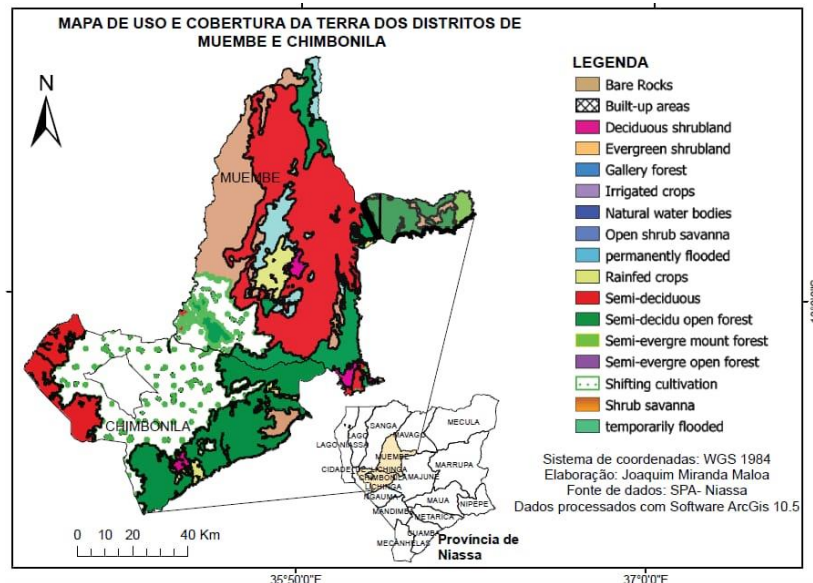 MAPA DE USO E COBERTURA DA TERRA DOS DISTRITOS DE
MUEMBE E CHIMBONILA
N
MUEMBE
CHIMBONILA
LEGENDA
Bare Rocks
Built-up areas
Deciduous shrubland
Evergreen shrubland
Gallery forest
Irrigated crops
Natural water bodies
Open shrub savanna
permanently flooded
Rainfed crops
Semi-deciduous
Semi-decidu open forest
Semi-evergre mount forest
Semi-evergre open forest
Shifting cultivation
Shrub savanna
temporarily flooded
Sistema de coordenadas: WGS 1984
Elaboração: Joaquim Miranda Maloa
Fonte de dados: SPA- Niassa
Dados processados com Software ArcGis 10.5
SANGA
MAVAGO
MECULA
LAGO
LAGO NIASSA
MUEMBE
CIDADE DE LICHINGA
CHIMBONILA
LICHINGA
MAJUNE
MARRUPA
NGAUMA
MAUA
NIPEPE
MANDIMBA
METARICA
CUAMBA
MECANHELAS
Província de
Niassa
0 10 20 40 Km
36°50'0"E
37°0'0"E